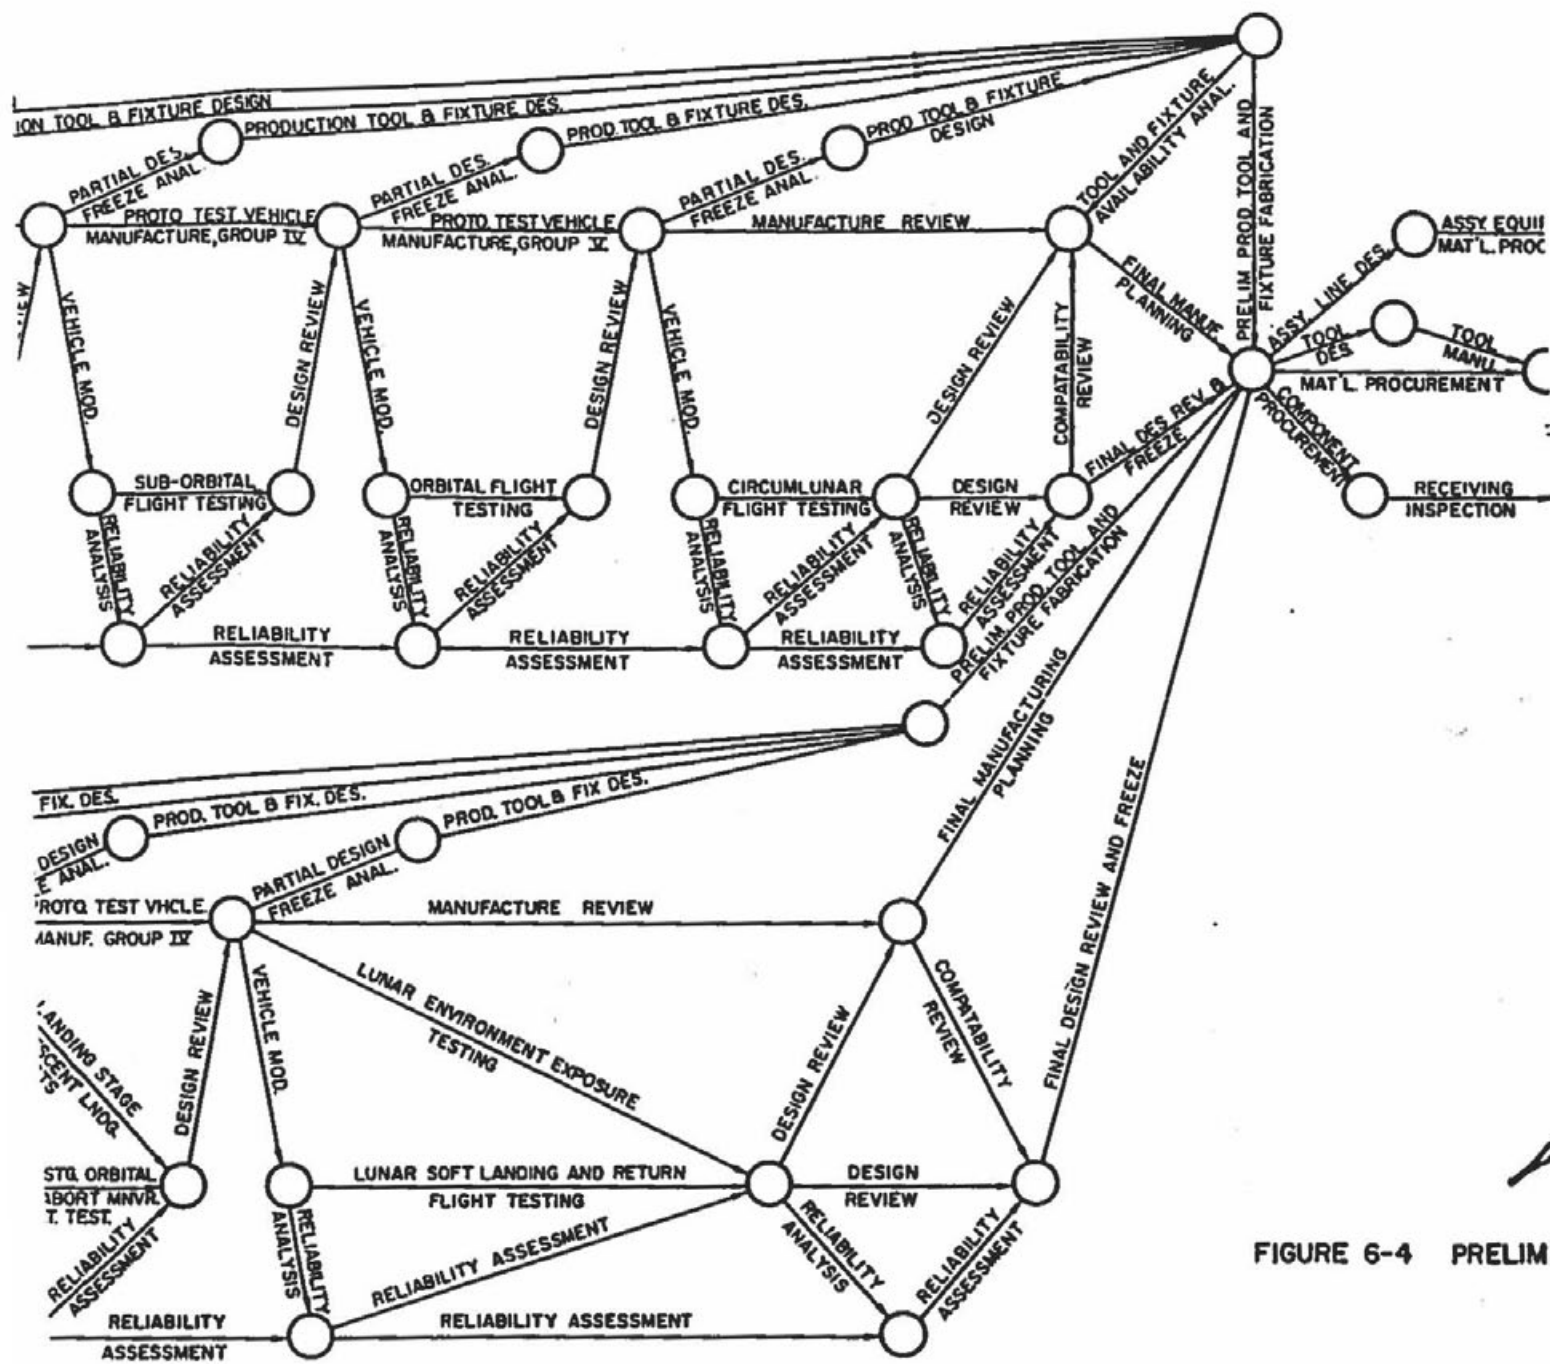 ION TOOL & FIXTURE DESIGN
PRODUCTION TOOL & FIXTURE DES.
PROD. TOOL & FIXTURE DES.
PROD TOOL & FIXTURE
DESIGN
PARTIAL DES.
FREEZE ANAL.
PARTIAL DES.
FREEZE ANAL.
PARTIAL DES.
FREEZE ANAL.
TOOL AND FIXTURE
AVAILABILITY ANAL.
PRELIM PROD TOOL AND
FIXTURE FABRICATION
PROTO TEST VEHICLE
MANUFACTURE, GROUP IV
PROTO. TEST VEHICLE
MANUFACTURE, GROUP V
MANUFACTURE REVIEW
ASSY EQUI
MAT'L. PROC
ASSY. LINE DES.
TOOL
DES.
TOOL
MANU.
MAT'L. PROCUREMENT
COMPONENT
PROCUREMENT
RECEIVING
INSPECTION
FINAL MANUF.
PLANNING
VEHICLE MOD.
DESIGN REVIEW
VEHICLE MOD.
DESIGN REVIEW
VEHICLE MOD.
DESIGN REVIEW
COMPATABILITY
REVIEW
FINAL DES. REV. &
FREEZE
SUB-ORBITAL
FLIGHT TESTING
ORBITAL FLIGHT
TESTING
CIRCUMLUNAR
FLIGHT TESTING
DESIGN
REVIEW
RELIABILITY
ANALYSIS
RELIABILITY
ASSESSMENT
RELIABILITY
ANALYSIS
RELIABILITY
ASSESSMENT
RELIABILITY
ANALYSIS
RELIABILITY
ASSESSMENT
RELIABILITY
ANALYSIS
RELIABILITY
ASSESSMENT
PRELIM PROD. TOOL AND
FIXTURE FABRICATION
RELIABILITY
ASSESSMENT
RELIABILITY
ASSESSMENT
RELIABILITY
ASSESSMENT
FIX. DES.
PROD. TOOL & FIX. DES.
PROD. TOOL & FIX DES.
DESIGN
E ANAL.
PARTIAL DESIGN
FREEZE ANAL.
FINAL MANUFACTURING
PLANNING
FINAL DESIGN REVIEW AND FREEZE
ROTO. TEST VHCLE.
MANUF. GROUP IV
MANUFACTURE REVIEW
LANDING STAGE
SCENT LNDG.
TS
DESIGN REVIEW
VEHICLE MOD.
LUNAR ENVIRONMENT EXPOSURE
TESTING
DESIGN REVIEW
COMPATABILITY
REVIEW
STG. ORBITAL
ABORT MNVR.
T. TEST.
LUNAR SOFT LANDING AND RETURN
FLIGHT TESTING
DESIGN
REVIEW
RELIABILITY
ASSESSMENT
RELIABILITY
ANALYSIS
RELIABILITY ASSESSMENT
RELIABILITY
ANALYSIS
RELIABILITY
ASSESSMENT
RELIABILITY
ASSESSMENT
RELIABILITY ASSESSMENT
FIGURE 6-4 PRELIM